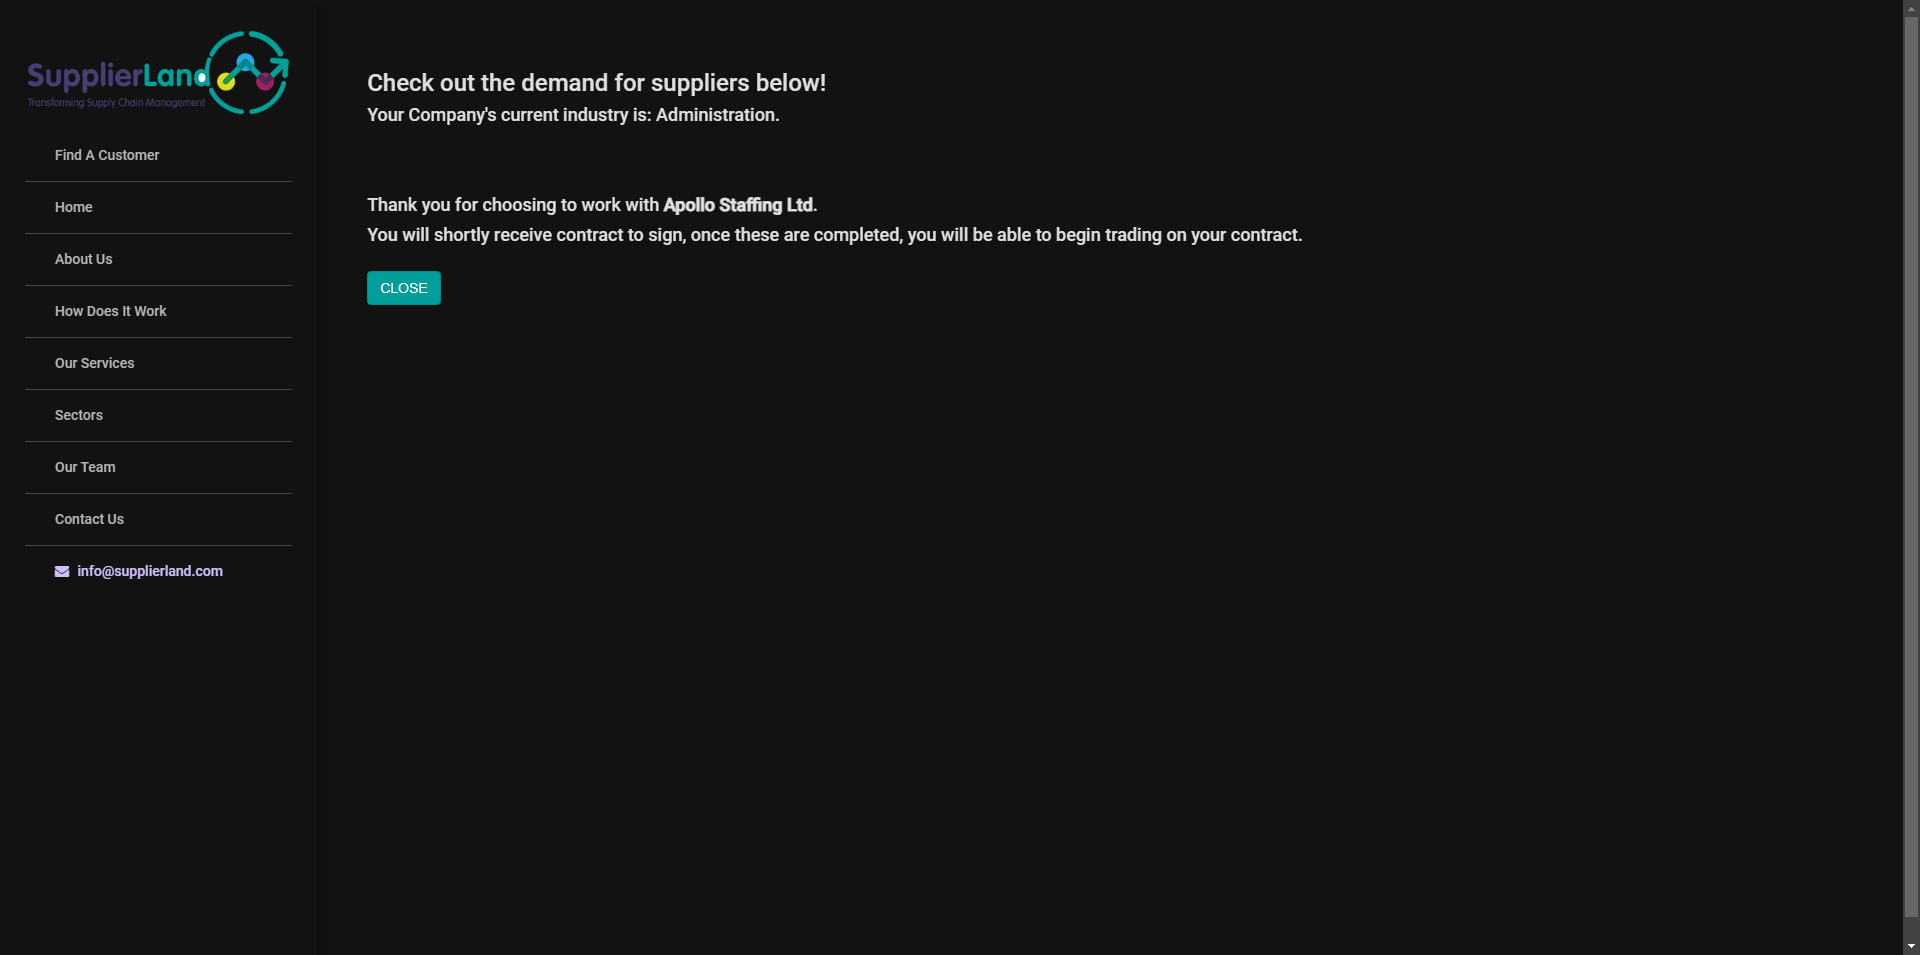 SupplierLand
Transforming Supply Chain Management
Find A Customer
Home
About Us
How Does It Work
Our Services
Sectors
Our Team
Contact Us
info@supplierland.com
Check out the demand for suppliers below!
Your Company's current industry is: Administration.
Thank you for choosing to work with Apollo Staffing Ltd.
You will shortly receive contract to sign, once these are completed, you will be able to begin trading on your contract.
CLOSE